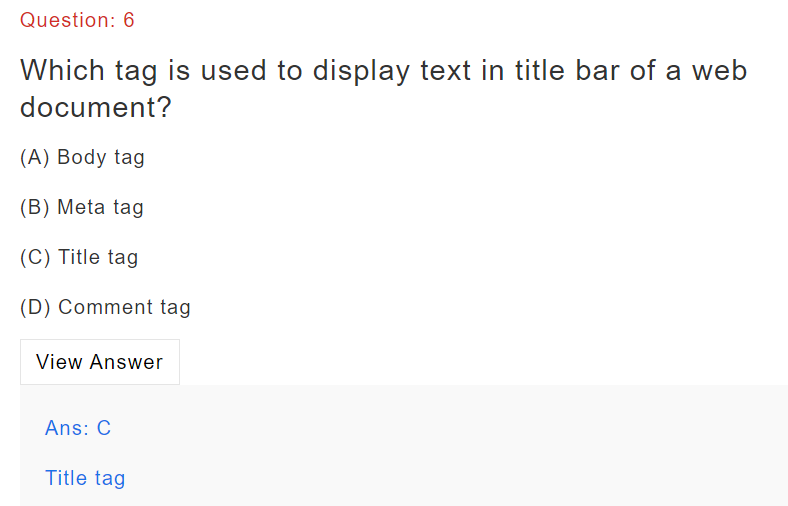 Question: 6
Which tag is used to display text in title bar of a web
document?
(A) Body tag
(B) Meta tag
(C) Title tag
(D) Comment tag
View Answer
Ans: C
Title tag